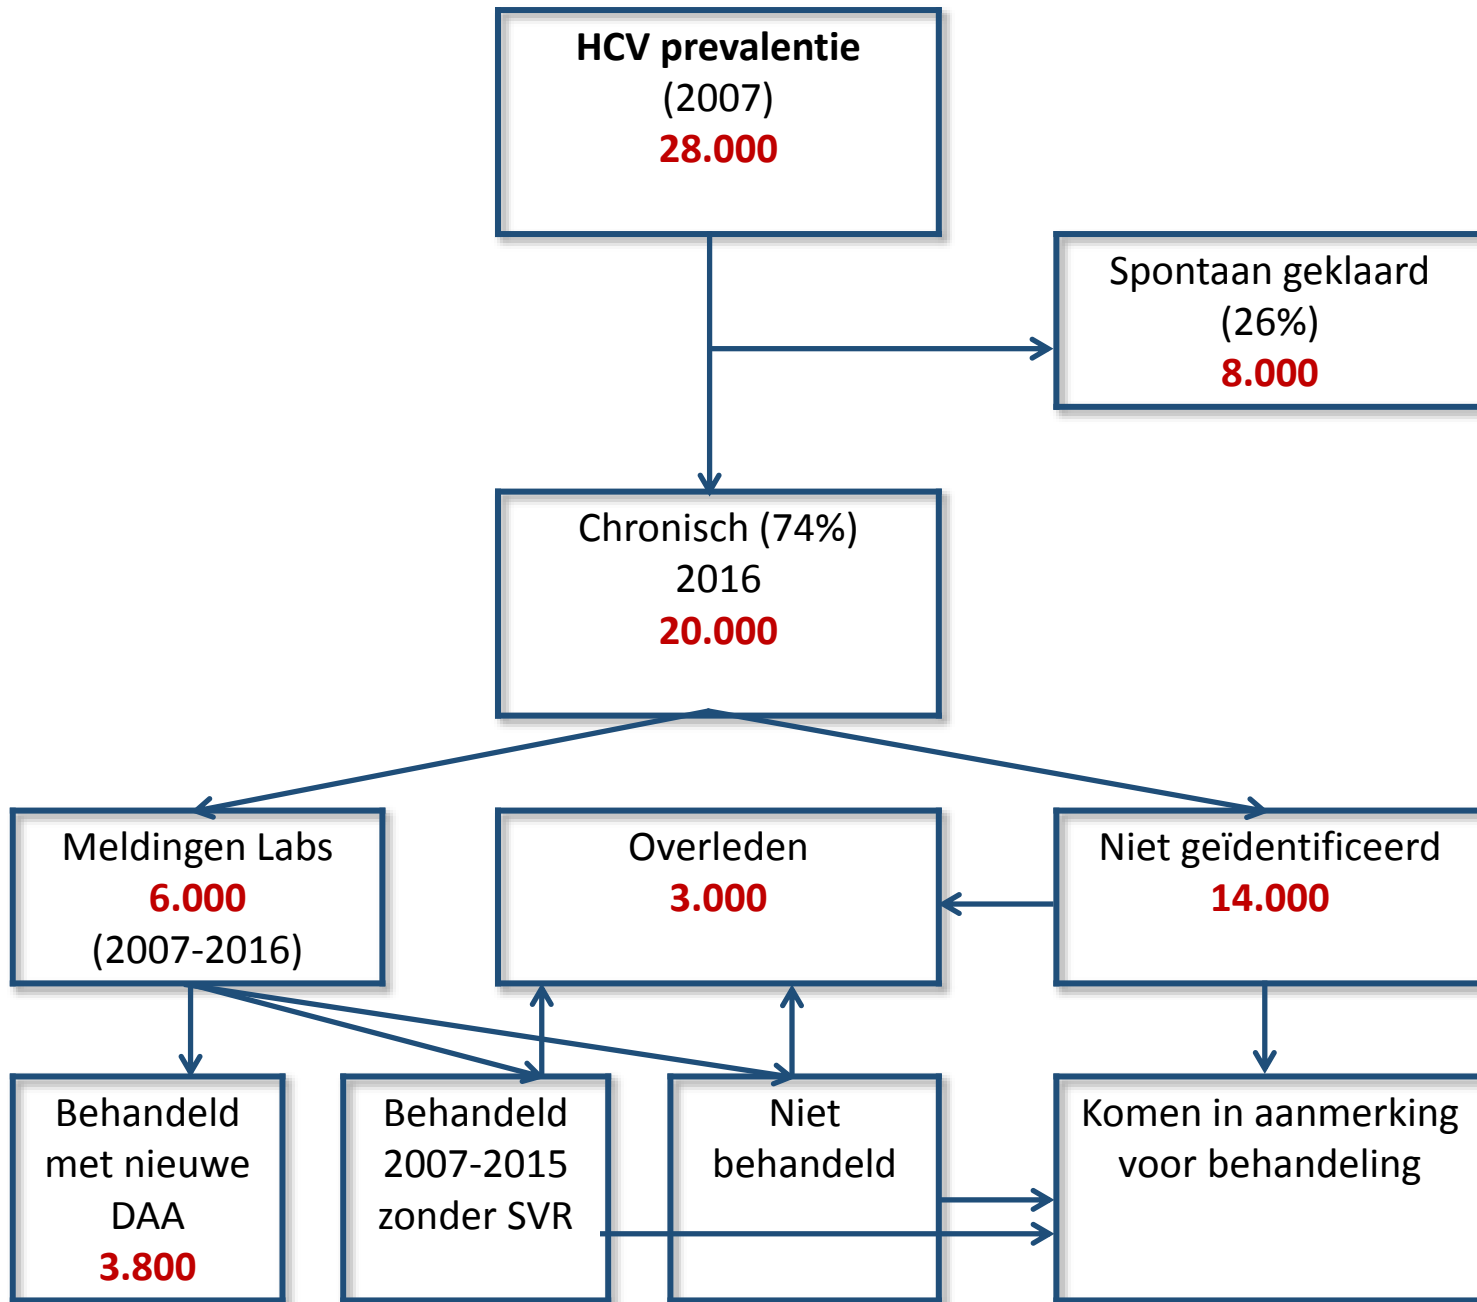 HCV prevalentie
(2007)
28.000
Spontaan geklaard
(26%)
8.000
Chronisch (74%)
2016
20.000
Meldingen Labs
6.000
(2007-2016)
Overleden
3.000
Niet geïdentificeerd
14.000
Behandeld
met nieuwe
DAA
3.800
Behandeld
2007-2015
zonder SVR
Niet
behandeld
Komen in aanmerking
voor behandeling